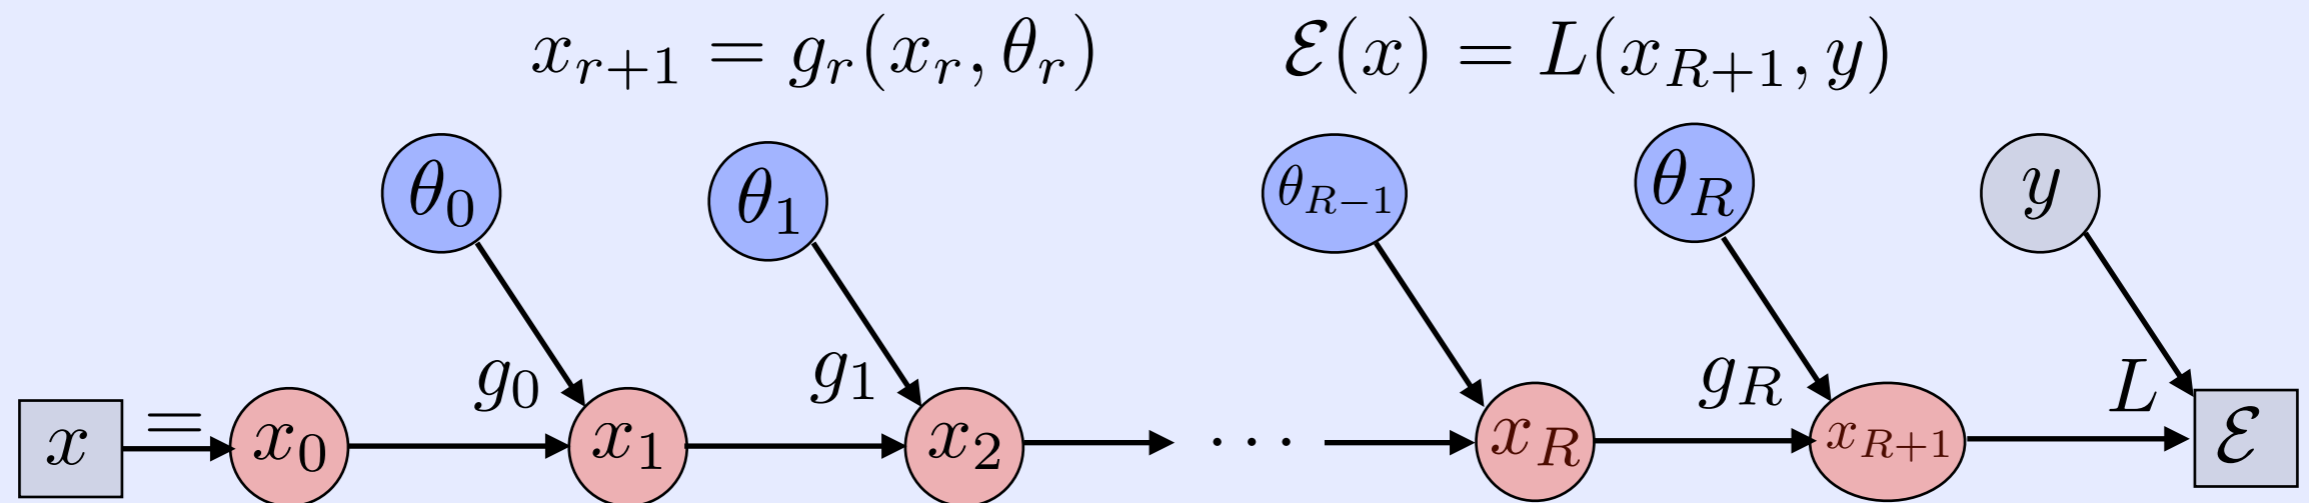 x_{r+1} = g_r(x_r, θ_r)    ℰ(x) = L(x_{R+1}, y)
θ_0 θ_1 θ_{R−1} θ_R y
g_0 g_1 g_R L
x = x_0 x_1 x_2 ··· x_R x_{R+1} ℰ